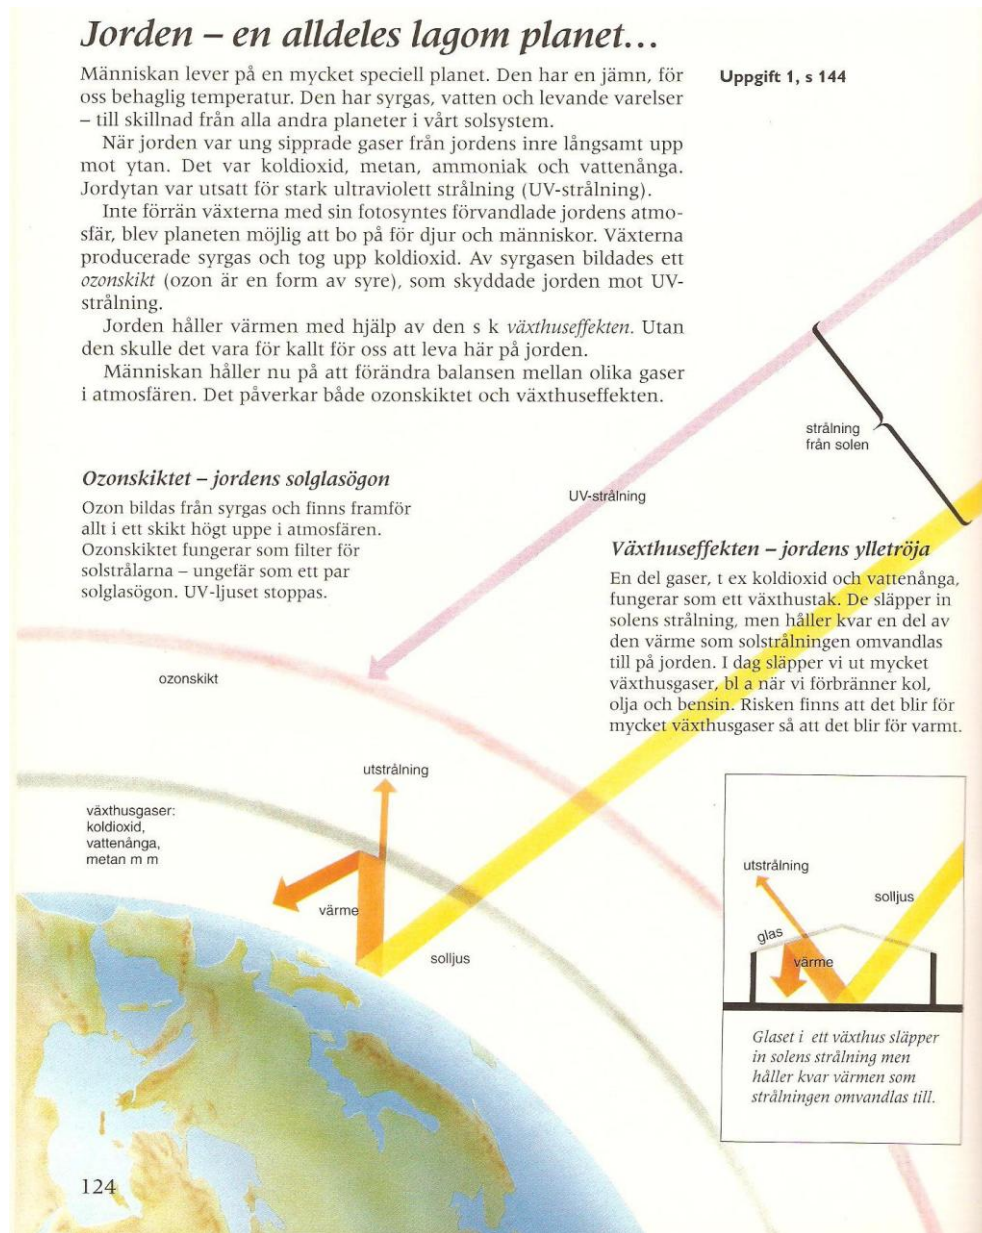 Jorden – en alldeles lagom planet...
Människan lever på en mycket speciell planet. Den har en jämn, för
oss behaglig temperatur. Den har syrgas, vatten och levande varelser
– till skillnad från alla andra planeter i vårt solsystem.
När jorden var ung sipprade gaser från jordens inre långsamt upp
mot ytan. Det var koldioxid, metan, ammoniak och vattenånga.
Jordytan var utsatt för stark ultraviolett strålning (UV-strålning).
Inte förrän växterna med sin fotosyntes förvandlade jordens atmo-
sfär, blev planeten möjlig att bo på för djur och människor. Växterna
producerade syrgas och tog upp koldioxid. Av syrgasen bildades ett
ozonskikt (ozon är en form av syre), som skyddade jorden mot UV-
strålning.
Jorden håller värmen med hjälp av den s k växthuseffekten. Utan
den skulle det vara för kallt för oss att leva här på jorden.
Människan håller nu på att förändra balansen mellan olika gaser
i atmosfären. Det påverkar både ozonskiktet och växthuseffekten.
Uppgift 1, s 144
strålning
från solen
UV-strålning
Ozonskiktet – jordens solglasögon
Ozon bildas från syrgas och finns framför
allt i ett skikt högt uppe i atmosfären.
Ozonskiktet fungerar som filter för
solstrålarna – ungefär som ett par
solglasögon. UV-ljuset stoppas.
Växthuseffekten – jordens ylletröja
En del gaser, t ex koldioxid och vattenånga,
fungerar som ett växthustak. De släpper in
solens strålning, men håller kvar en del av
den värme som solstrålningen omvandlas
till på jorden. I dag släpper vi ut mycket
växthusgaser, bl a när vi förbränner kol,
olja och bensin. Risken finns att det blir för
mycket växthusgaser så att det blir för varmt.
ozonskikt
utstrålning
växthusgaser:
koldioxid,
vattenånga,
metan m m
värme
solljus
utstrålning
solljus
glas
värme
Glaset i ett växthus släpper
in solens strålning men
håller kvar värmen som
strålningen omvandlas till.
124